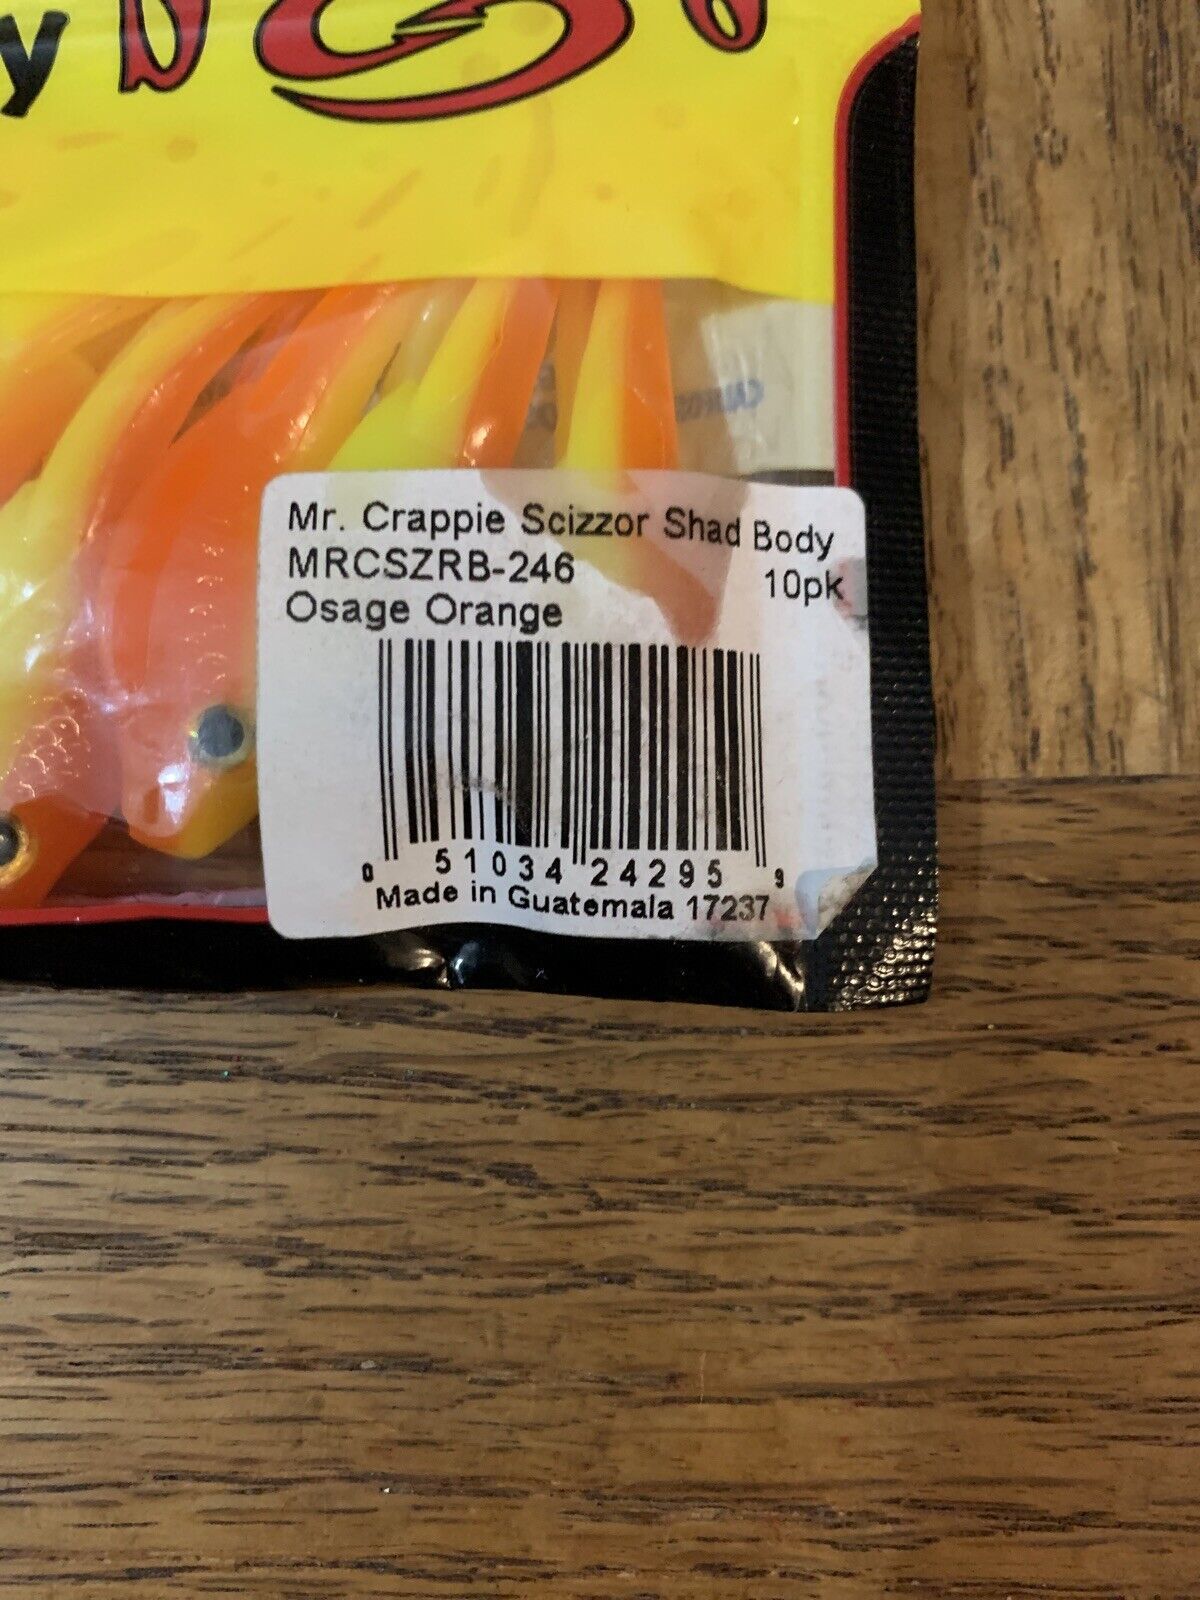 y
Mr. Crappie Scizzor Shad Body
MRCSZRB-246 10pk
Osage Orange
0 51034 24295 9
Made in Guatemala 17237